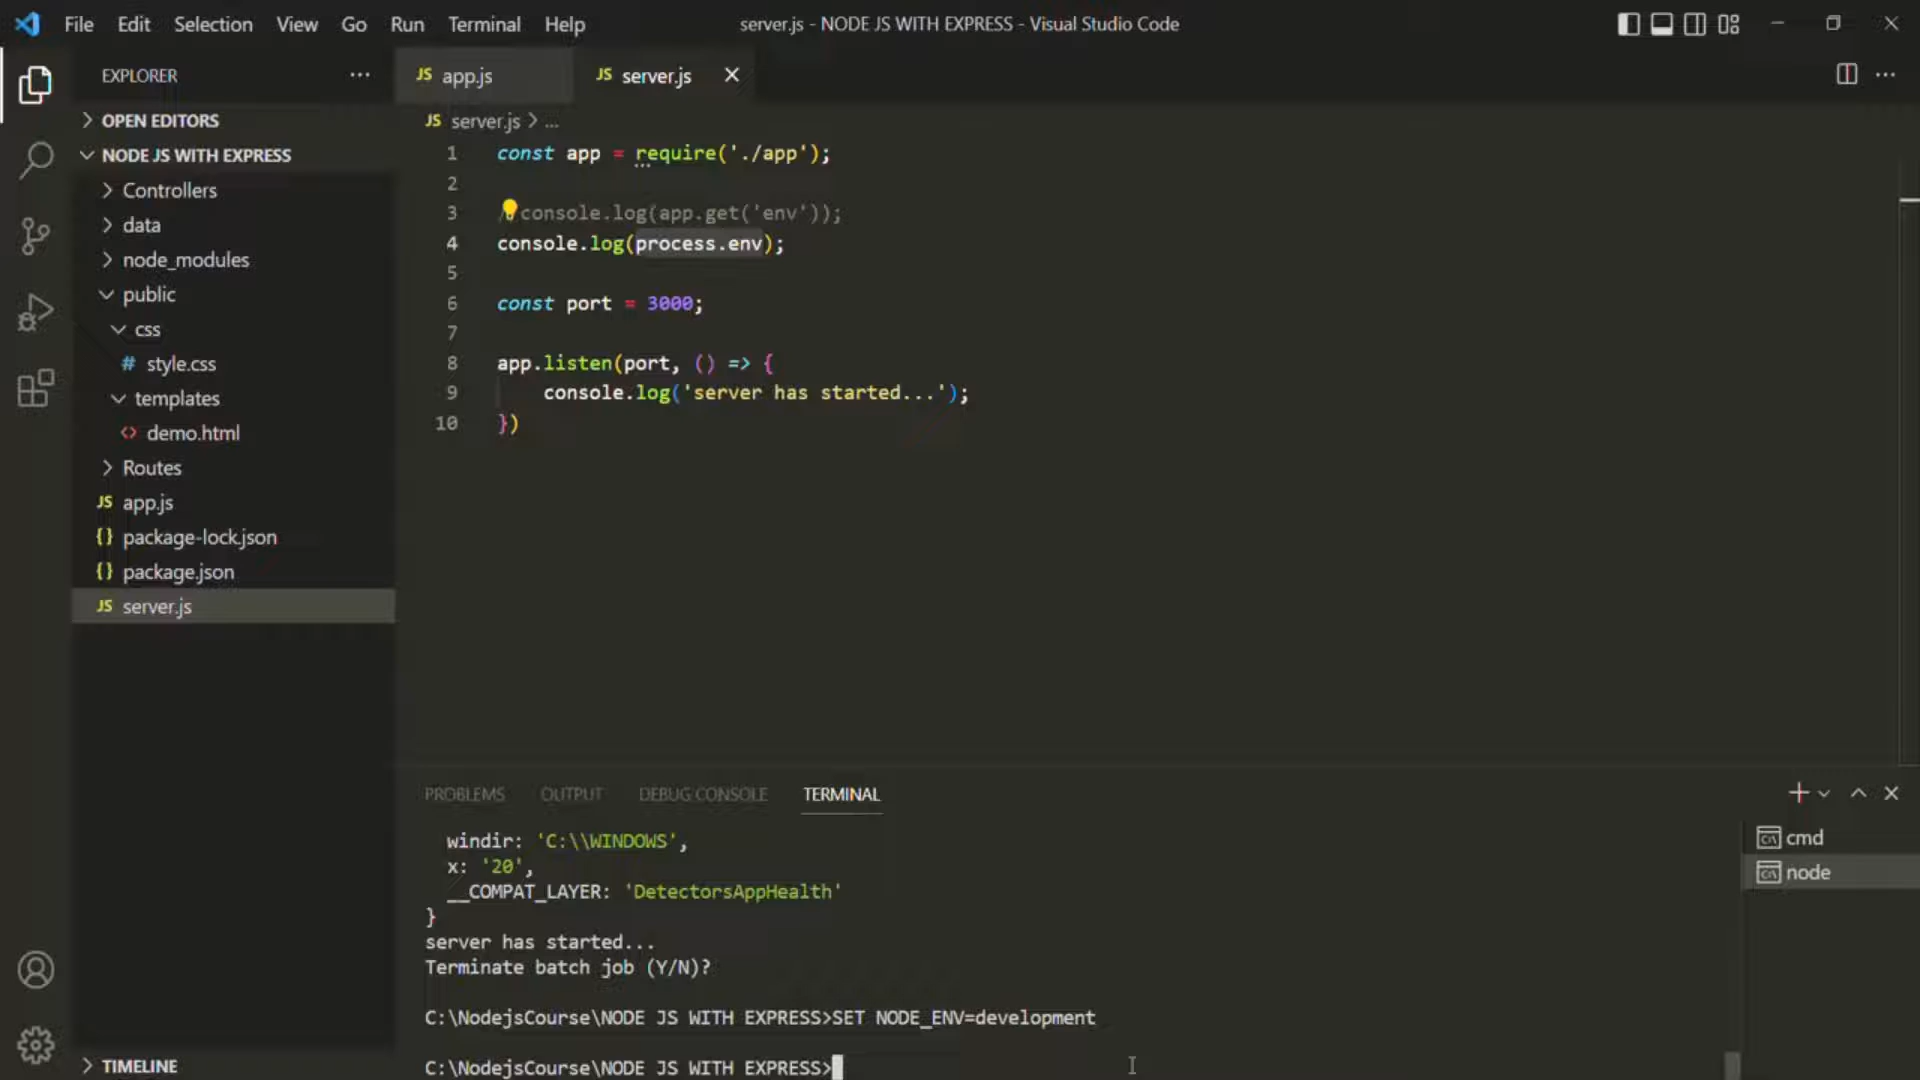 File Edit Selection View Go Run Terminal Help server.js - NODE JS WITH EXPRESS - Visual Studio Code
EXPLORER ...
JS app.js
JS server.js
OPEN EDITORS
NODE JS WITH EXPRESS
Controllers
data
node_modules
public
css
# style.css
templates
<> demo.html
Routes
JS app.js
{} package-lock.json
{} package.json
JS server.js
TIMELINE
JS server.js > ...
1 const app = require('./app');
2
3 console.log(app.get('env'));
4 console.log(process.env);
5
6 const port = 3000;
7
8 app.listen(port, () => {
9 console.log('server has started...');
10 })
PROBLEMS OUTPUT DEBUG CONSOLE TERMINAL
windir: 'C:\\WINDOWS',
x: '20',
__COMPAT_LAYER: 'DetectorsAppHealth'
}
server has started...
Terminate batch job (Y/N)?
C:\NodejsCourse\NODE JS WITH EXPRESS>SET NODE_ENV=development
C:\NodejsCourse\NODE JS WITH EXPRESS>
cmd
node